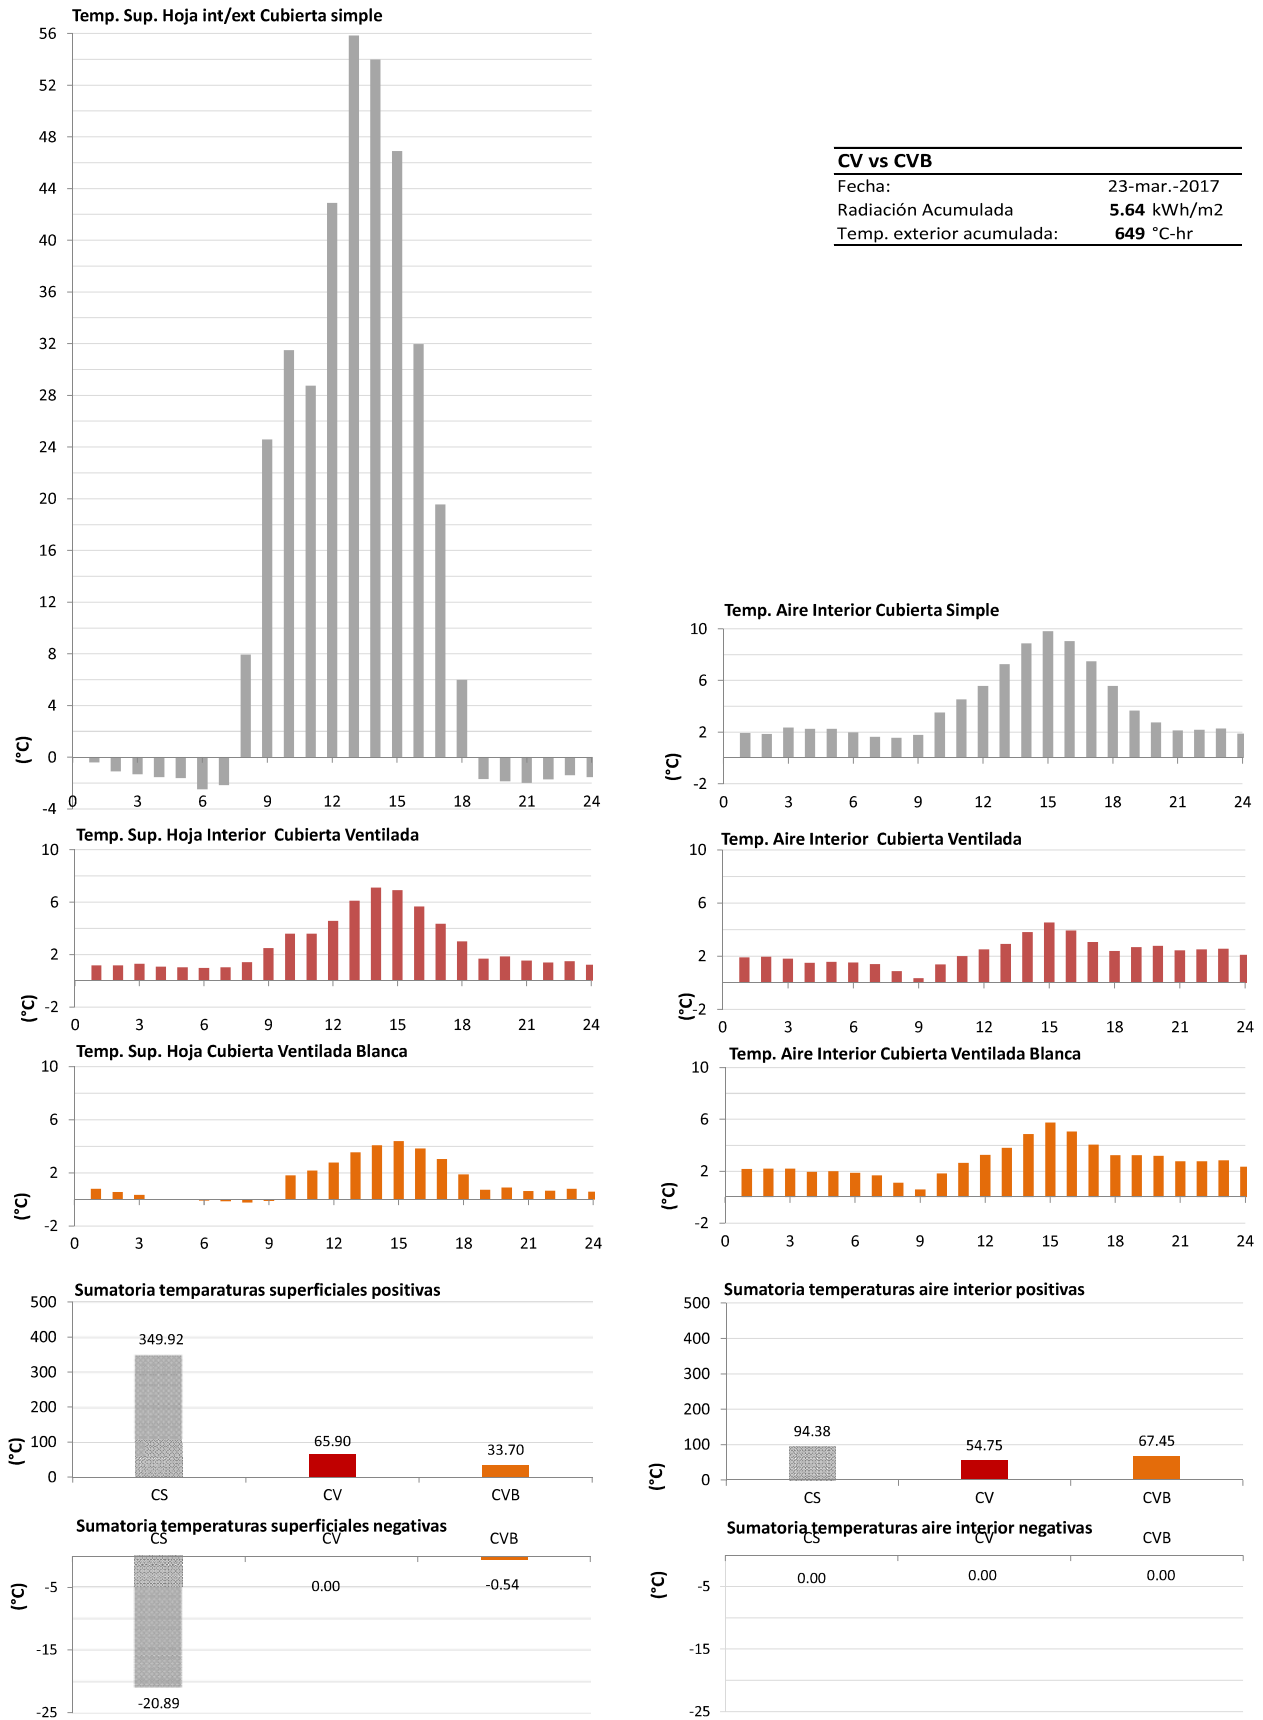 Temp. Sup. Hoja int/ext Cubierta simple
56
52
48
44
40
36
32
28
24
20
16
12
8
4
0
-4
(°C)
0 3 6 9 12 15 18 21 24
CV vs CVB
Fecha: 23-mar.-2017
Radiación Acumulada 5.64 kWh/m2
Temp. exterior acumulada: 649 °C-hr
Temp. Aire Interior Cubierta Simple
10
6
2
-2
(°C)
0 3 6 9 12 15 18 21 24
Temp. Sup. Hoja Interior Cubierta Ventilada
10
6
2
-2
(°C)
0 3 6 9 12 15 18 21 24
Temp. Aire Interior Cubierta Ventilada
10
6
2
-2
(°C)
0 3 6 9 12 15 18 21 24
Temp. Sup. Hoja Cubierta Ventilada Blanca
10
6
2
-2
(°C)
0 3 6 9 12 15 18 21 24
Temp. Aire Interior Cubierta Ventilada Blanca
10
6
2
-2
(°C)
0 3 6 9 12 15 18 21 24
Sumatoria temparaturas superficiales positivas
500
400
300
200
100
0
(°C)
349.92
65.90
33.70
CS CV CVB
Sumatoria temperaturas aire interior positivas
500
400
300
200
100
0
(°C)
94.38
54.75
67.45
CS CV CVB
Sumatoria temperaturas superficiales negativas
CS CV CVB
-5
-15
-25
(°C)
-20.89
0.00
-0.54
Sumatoria temperaturas aire interior negativas
CS CV CVB
-5
-15
-25
(°C)
0.00
0.00
0.00